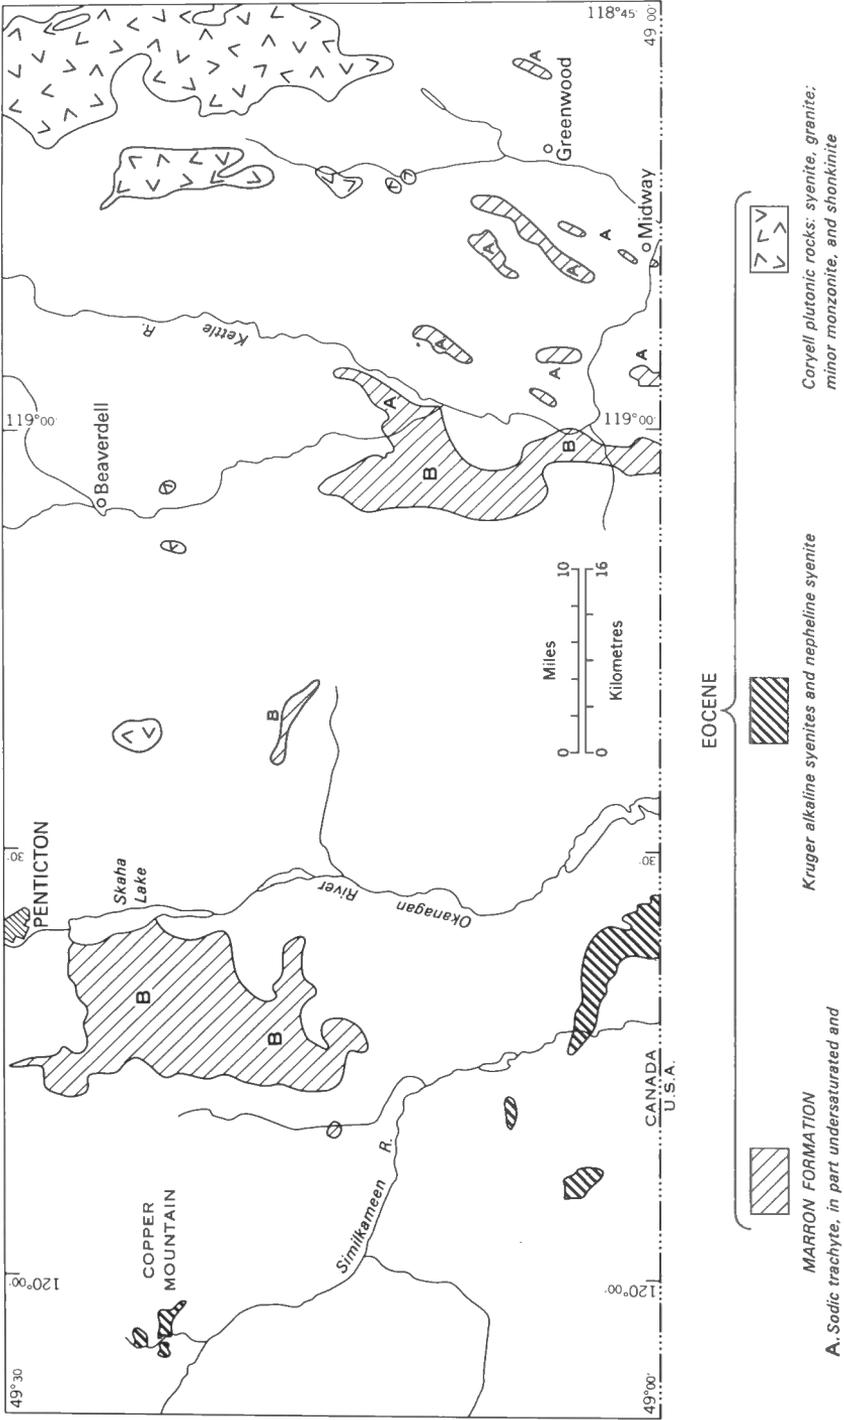 49°30'
120°00'
COPPER
MOUNTAIN
PENTICTON
30'
Skaha
Lake
B
B
Beaverdell
119°00'
Kettle
R.
Similkameen
R.
River
Okanagan
B
A
B
B
A
A
A
A
A
A
A
Greenwood
Midway
Miles
0
10
0
16
Kilometres
CANADA
U.S.A.
49°00'
120°00'
30'
119°00'
118°45'
49°00'
EOCENE
MARRON FORMATION
A. Sodic trachyte, in part undersaturated and
Kruger alkaline syenites and nepheline syenite
Coryell plutonic rocks: syenite, granite;
minor monzonite, and shonkinite